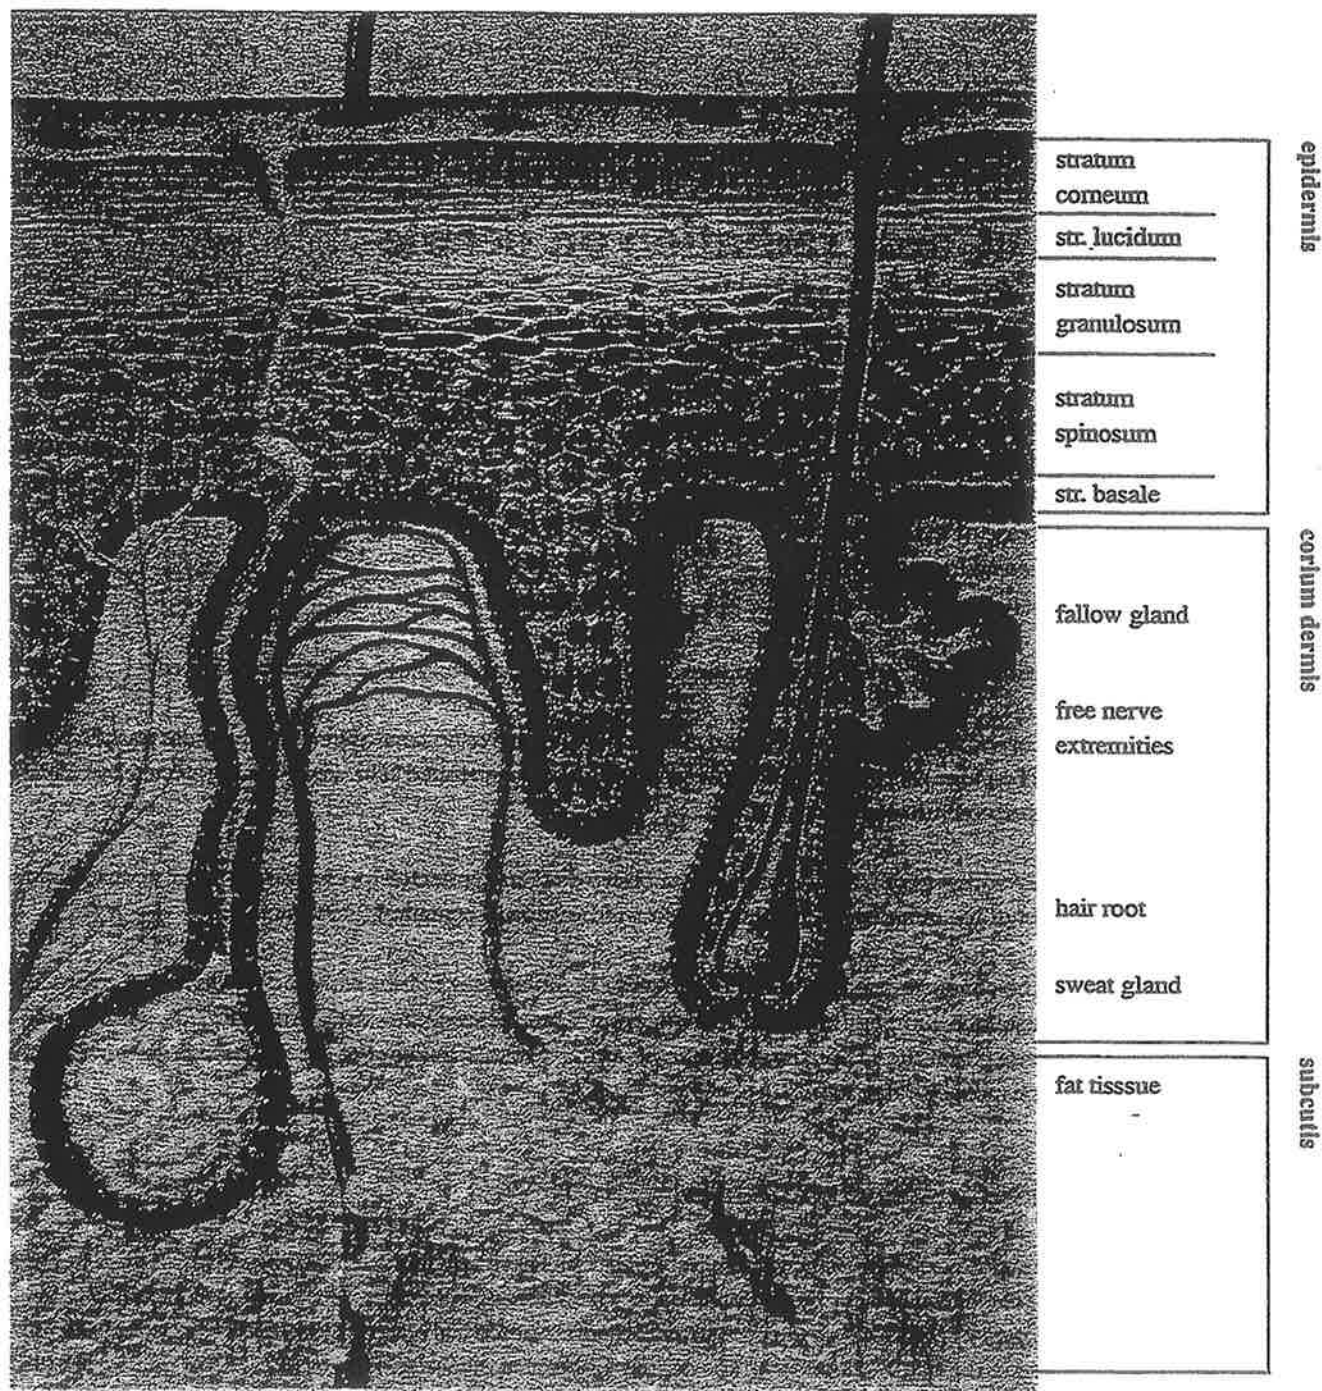 stratum
corneum
str. lucidum
stratum
granulosum
stratum
spinosum
str. basale
epidermis
fallow gland
free nerve
extremities
hair root
sweat gland
corium dermis
fat tisssue
subcutis